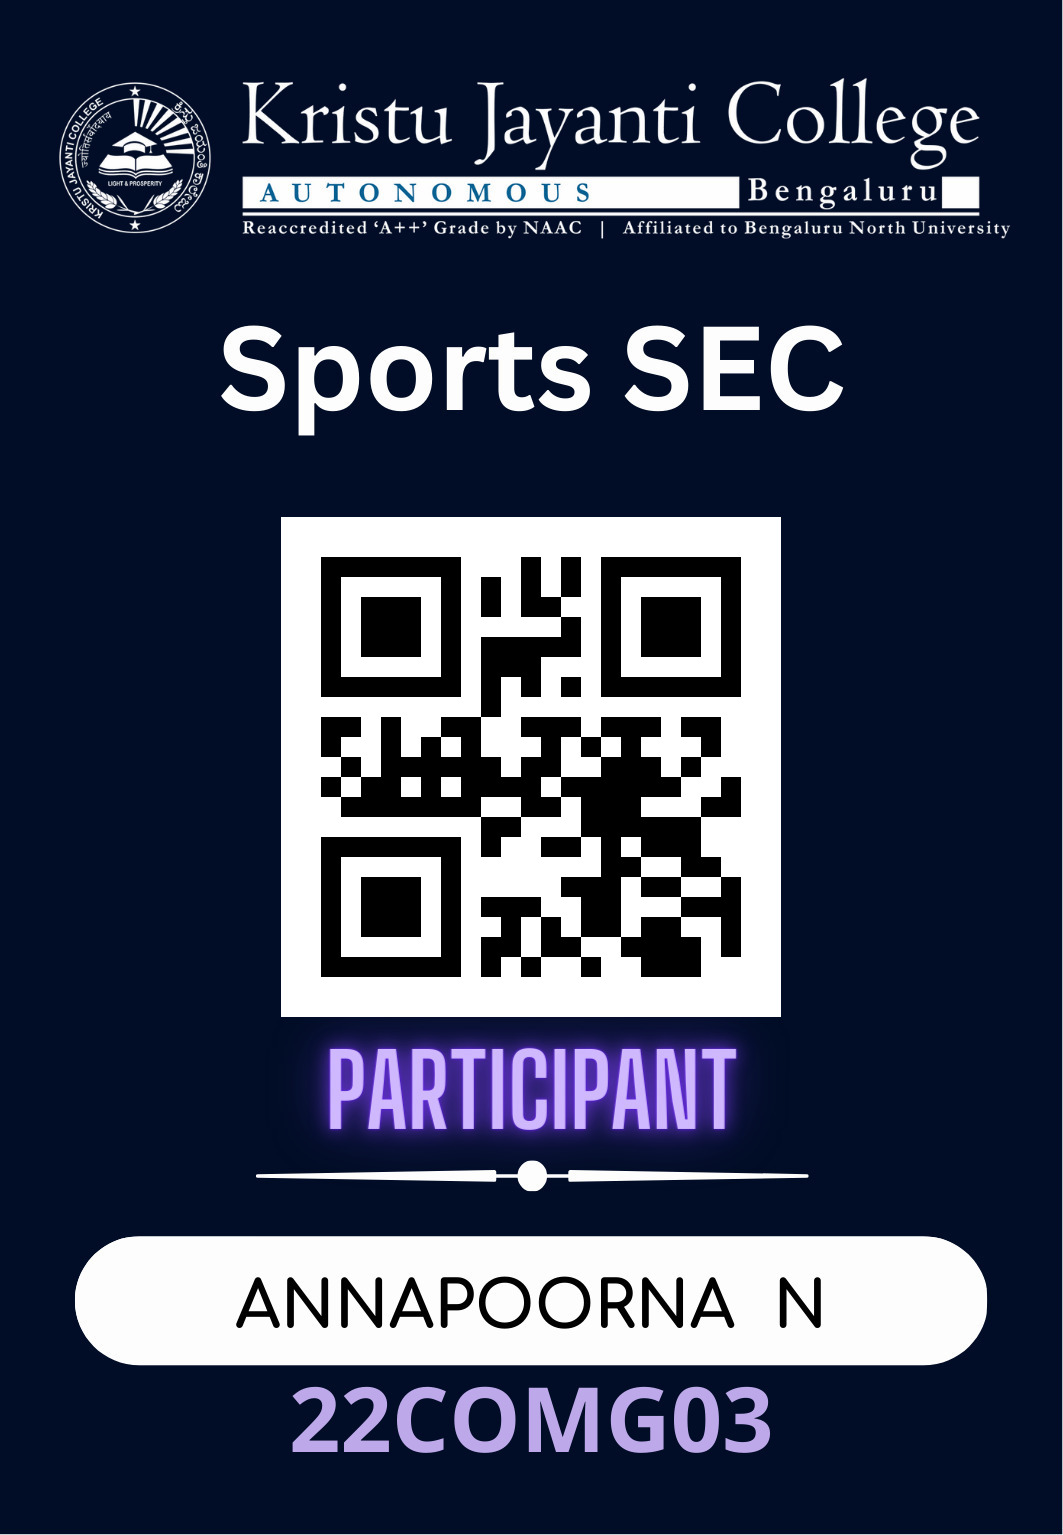 KRISTU JAYANTI COLLEGE
ಕ್ರಿಸ್ತು ಜಯಂತಿ ಕಾಲೇಜು
LIGHT & PROSPERITY
Kristu Jayanti College
AUTONOMOUS Bengaluru
Reaccredited ‘A++’ Grade by NAAC | Affiliated to Bengaluru North University
Sports SEC
PARTICIPANT
ANNAPOORNA N
22COMG03